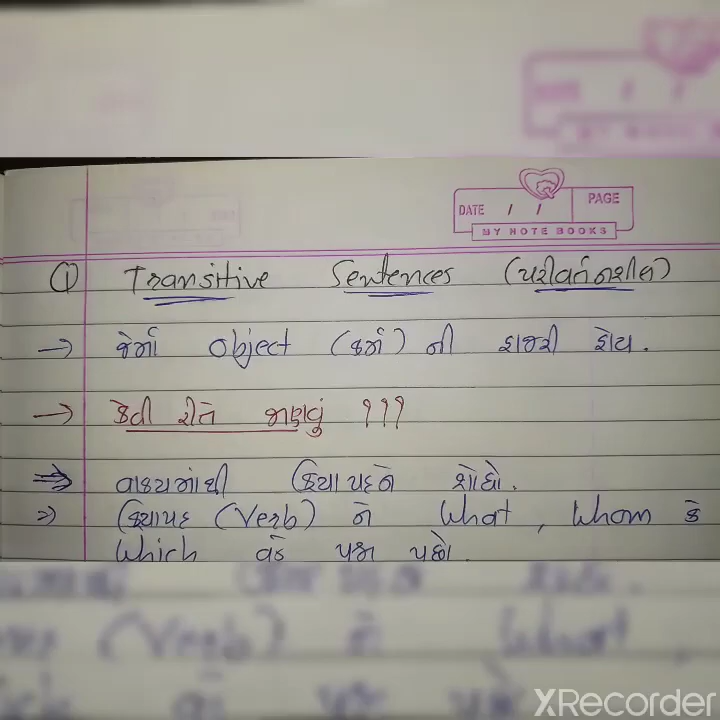 DATE / / PAGE
MY NOTE BOOKS
① Transitive Sentences (પરીવર્તનશીલ)
→ જેમાં Object (કર્મ) ની હાજરી હોય.
→ કેવી રીતે જાણવું ???
⇒ વાક્યમાંથી ક્રિયાપદને શોધો.
⇒ ક્રિયાપદ (Verb) ને What, Whom કે
Which વડે પ્રશ્ન પૂછો.
XRecorder